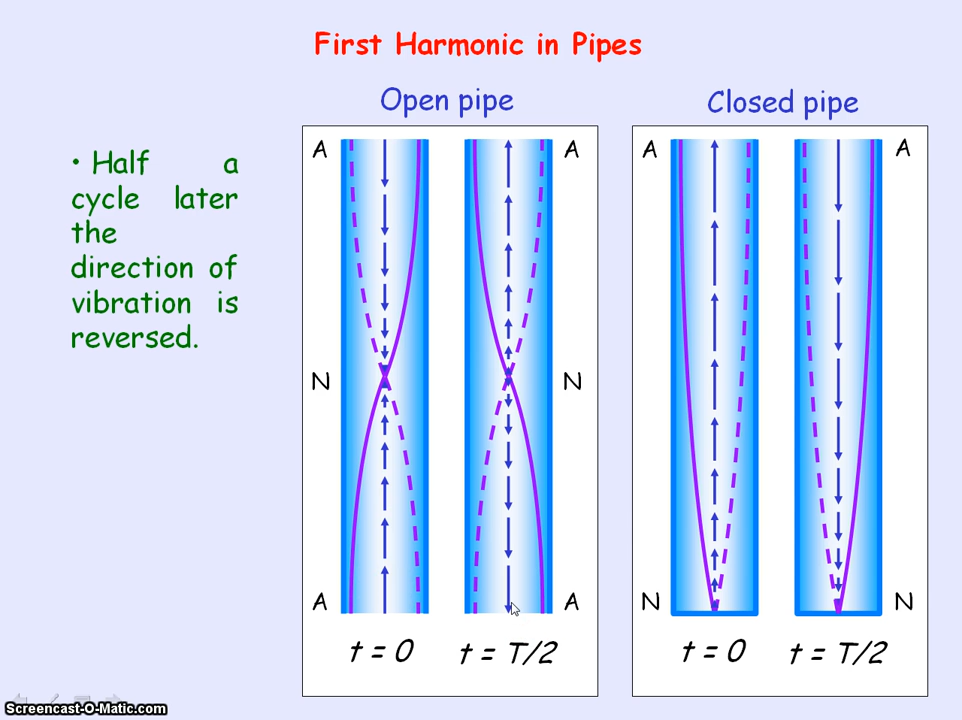 First Harmonic in Pipes
Open pipe
Closed pipe
• Half a
cycle later
the
direction of
vibration is
reversed.
A A
N N
A A
t = 0 t = T/2
A A
N N
t = 0 t = T/2
Screencast-O-Matic.com